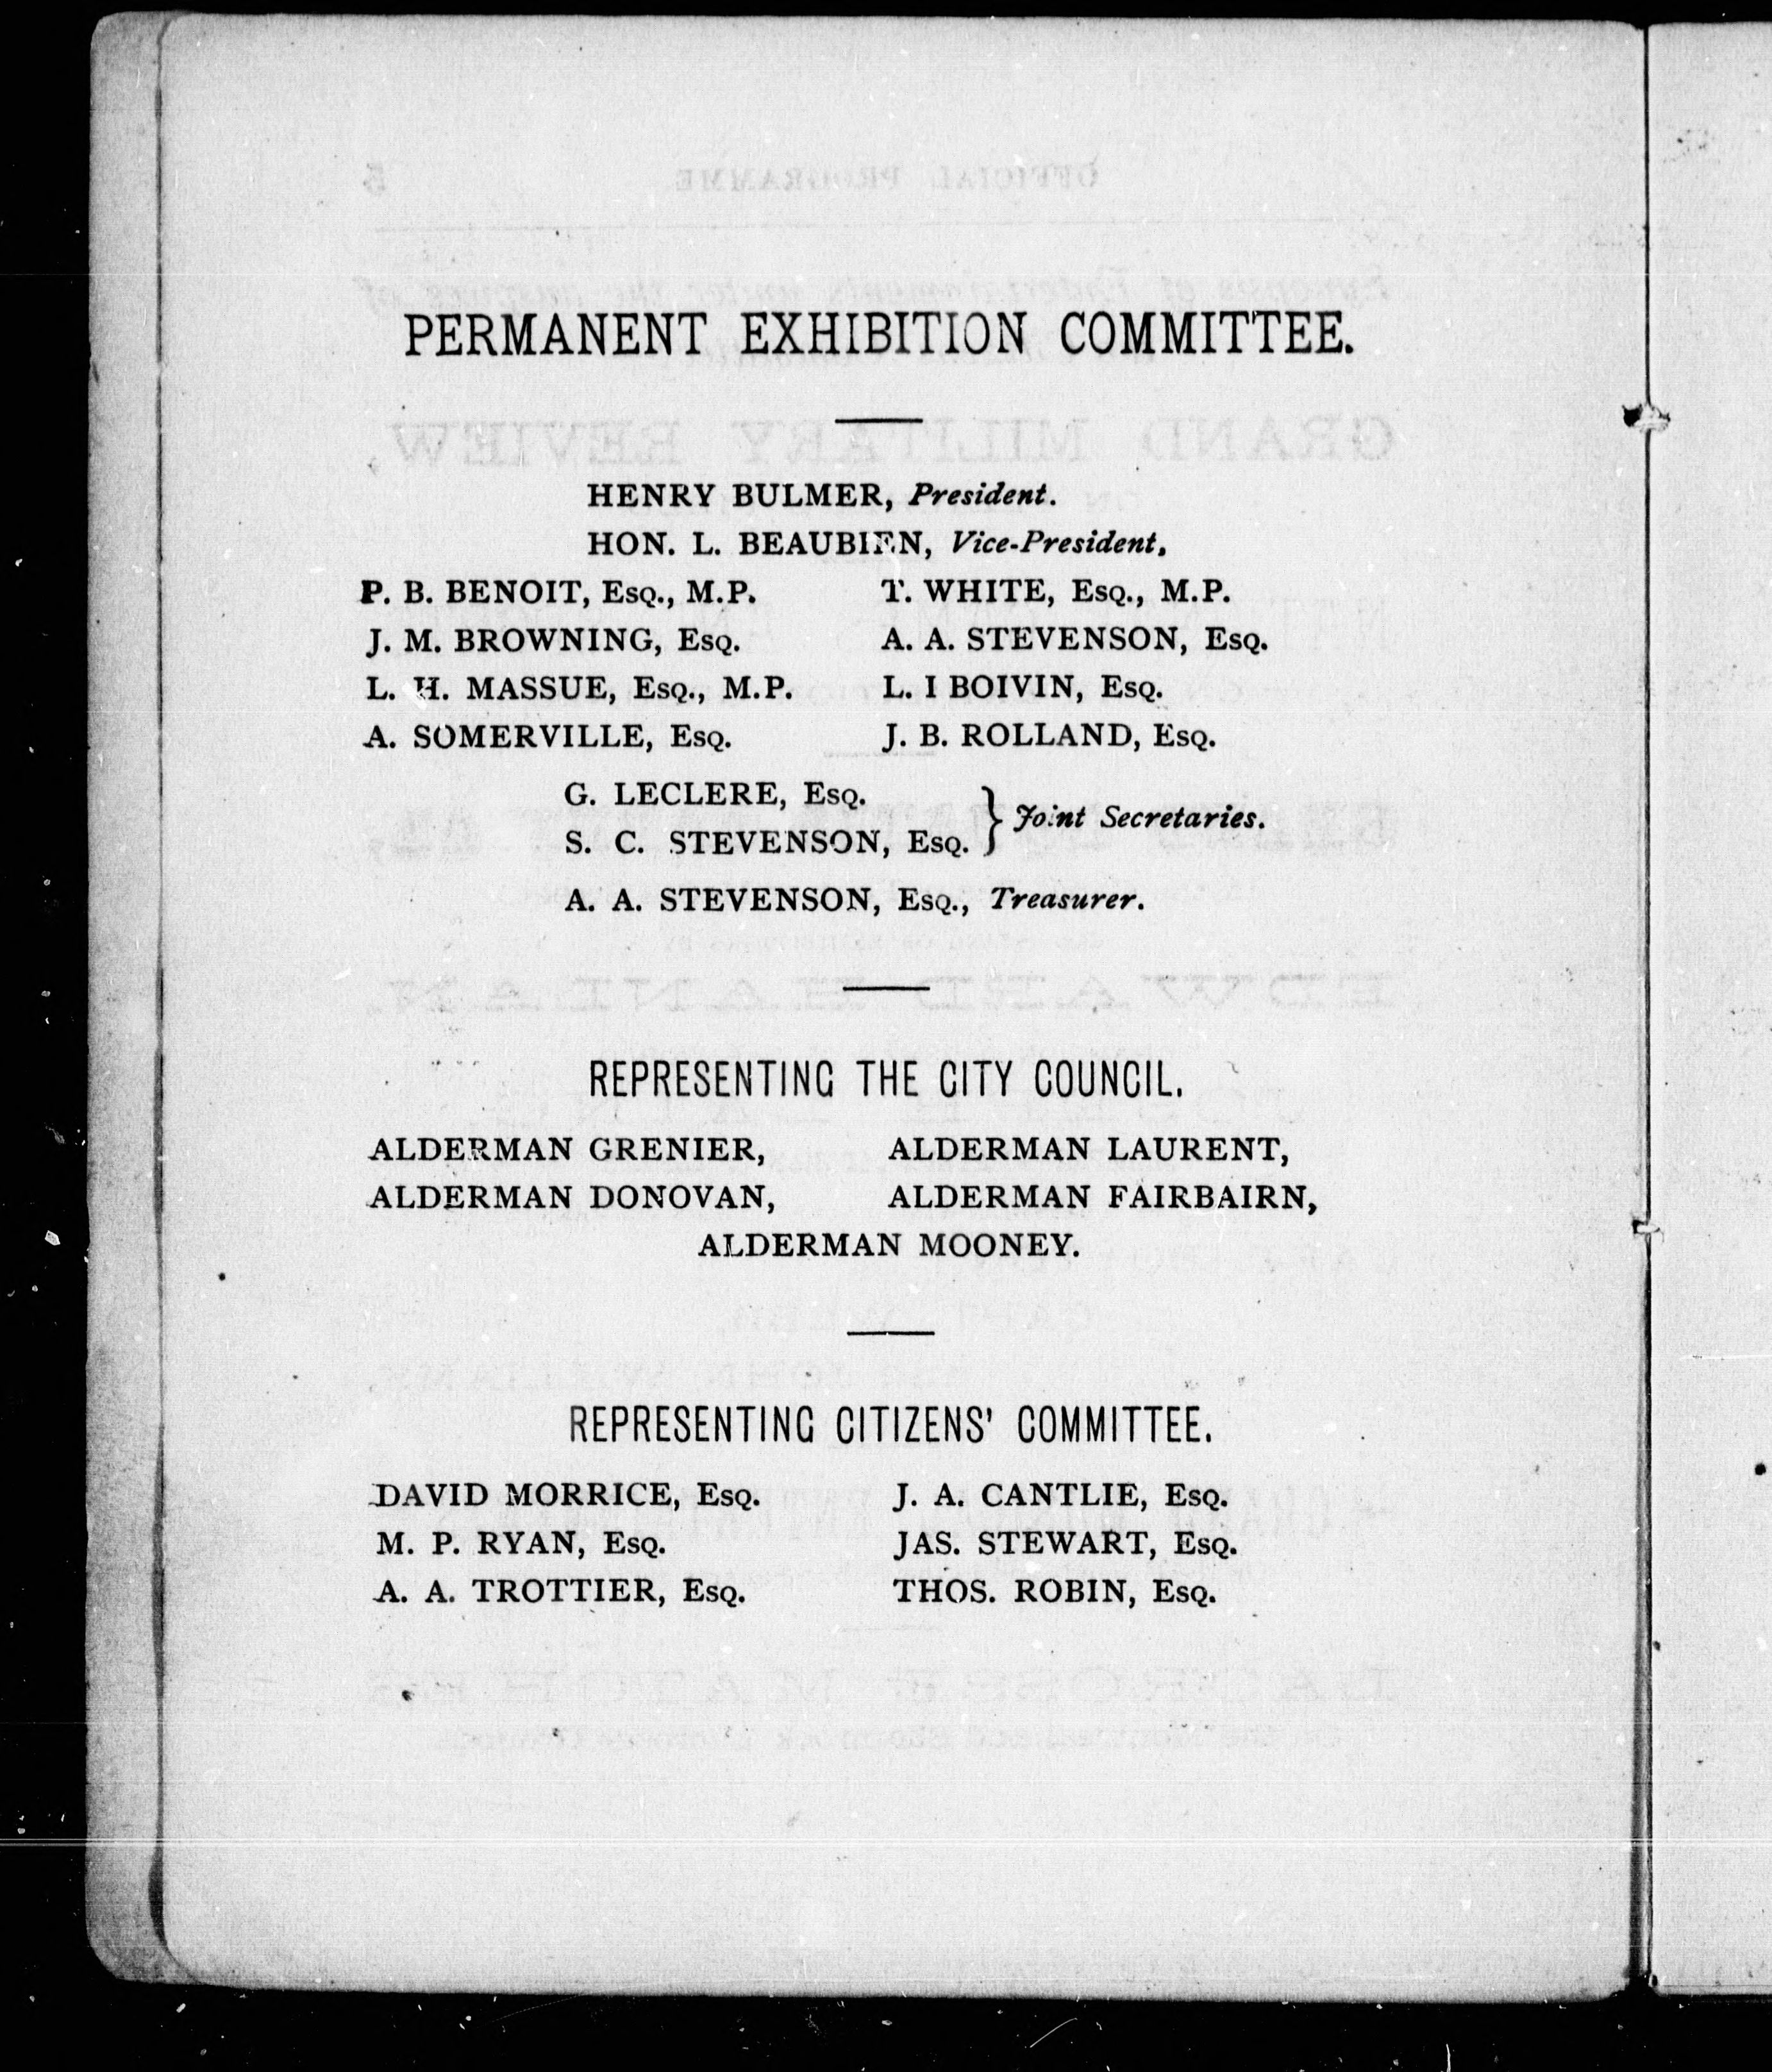 PERMANENT EXHIBITION COMMITTEE.
HENRY BULMER, President.
HON. L. BEAUBIEN, Vice-President,
P. B. BENOIT, Esq., M.P. T. WHITE, Esq., M.P.
J. M. BROWNING, Esq. A. A. STEVENSON, Esq.
L. H. MASSUE, Esq., M.P. L. I BOIVIN, Esq.
A. SOMERVILLE, Esq. J. B. ROLLAND, Esq.
G. LECLERE, Esq.
S. C. STEVENSON, Esq. } Joint Secretaries.
A. A. STEVENSON, Esq., Treasurer.
REPRESENTING THE CITY COUNCIL.
ALDERMAN GRENIER, ALDERMAN LAURENT,
ALDERMAN DONOVAN, ALDERMAN FAIRBAIRN,
ALDERMAN MOONEY.
REPRESENTING CITIZENS' COMMITTEE.
DAVID MORRICE, Esq. J. A. CANTLIE, Esq.
M. P. RYAN, Esq. JAS. STEWART, Esq.
A. A. TROTTIER, Esq. THOS. ROBIN, Esq.